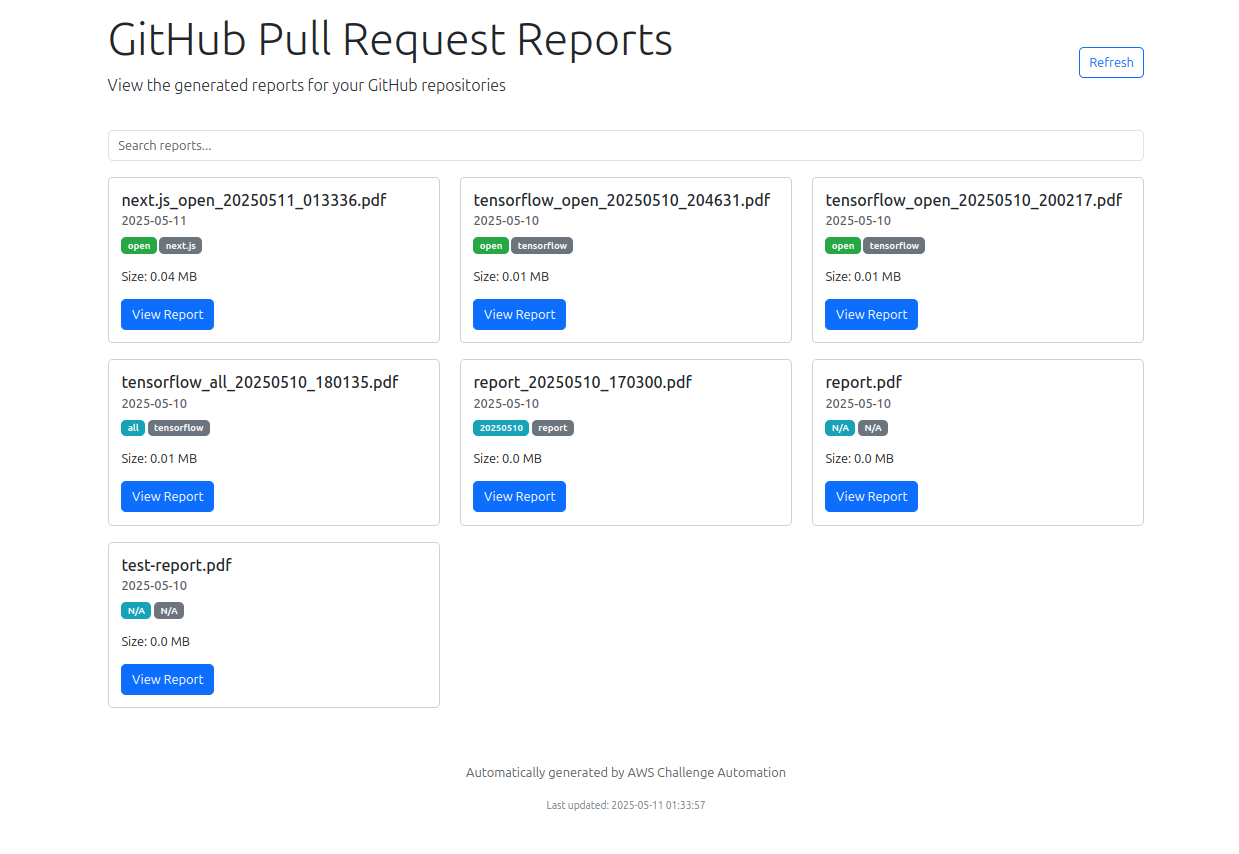 GitHub Pull Request Reports
View the generated reports for your GitHub repositories
Refresh
Search reports...
next.js_open_20250511_013336.pdf
2025-05-11
open next.js
Size: 0.04 MB
View Report
tensorflow_open_20250510_204631.pdf
2025-05-10
open tensorflow
Size: 0.01 MB
View Report
tensorflow_open_20250510_200217.pdf
2025-05-10
open tensorflow
Size: 0.01 MB
View Report
tensorflow_all_20250510_180135.pdf
2025-05-10
all tensorflow
Size: 0.01 MB
View Report
report_20250510_170300.pdf
2025-05-10
20250510 report
Size: 0.0 MB
View Report
report.pdf
2025-05-10
N/A N/A
Size: 0.0 MB
View Report
test-report.pdf
2025-05-10
N/A N/A
Size: 0.0 MB
View Report
Automatically generated by AWS Challenge Automation
Last updated: 2025-05-11 01:33:57